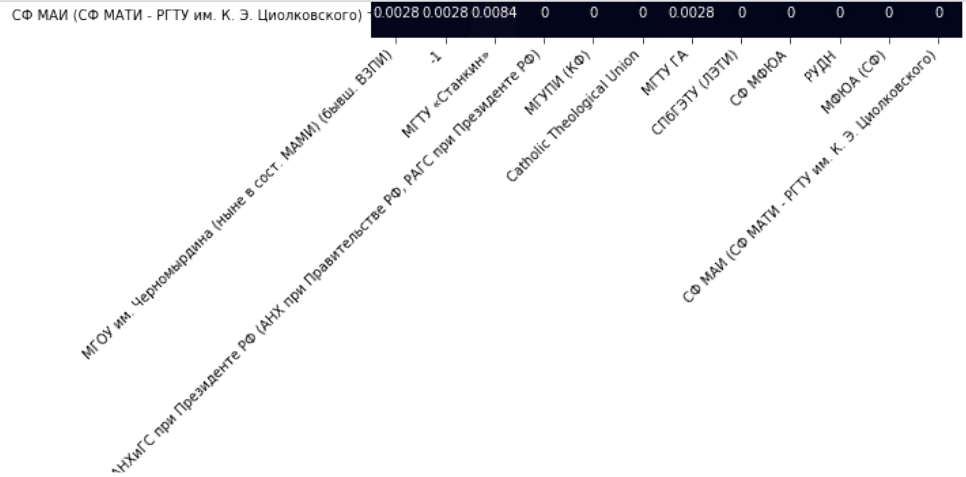 СФ МАИ (СФ МАТИ - РГТУ им. К. Э. Циолковского)
0.0028 0.0028 0.0084 0 0 0 0.0028 0 0 0 0 0
МГОУ им. Черномырдина (ныне в сост. МАМИ) (бывш. ВЗПИ)
-1
МГТУ «Станкин»
АНХиГС при Президенте РФ (АНХ при Правительстве РФ, РАГС при Президенте РФ)
МГУПИ (КФ)
Catholic Theological Union
МГТУ ГА
СПбГЭТУ (ЛЭТИ)
СФ МФЮА
РУДН
МФЮА (СФ)
СФ МАИ (СФ МАТИ - РГТУ им. К. Э. Циолковского)